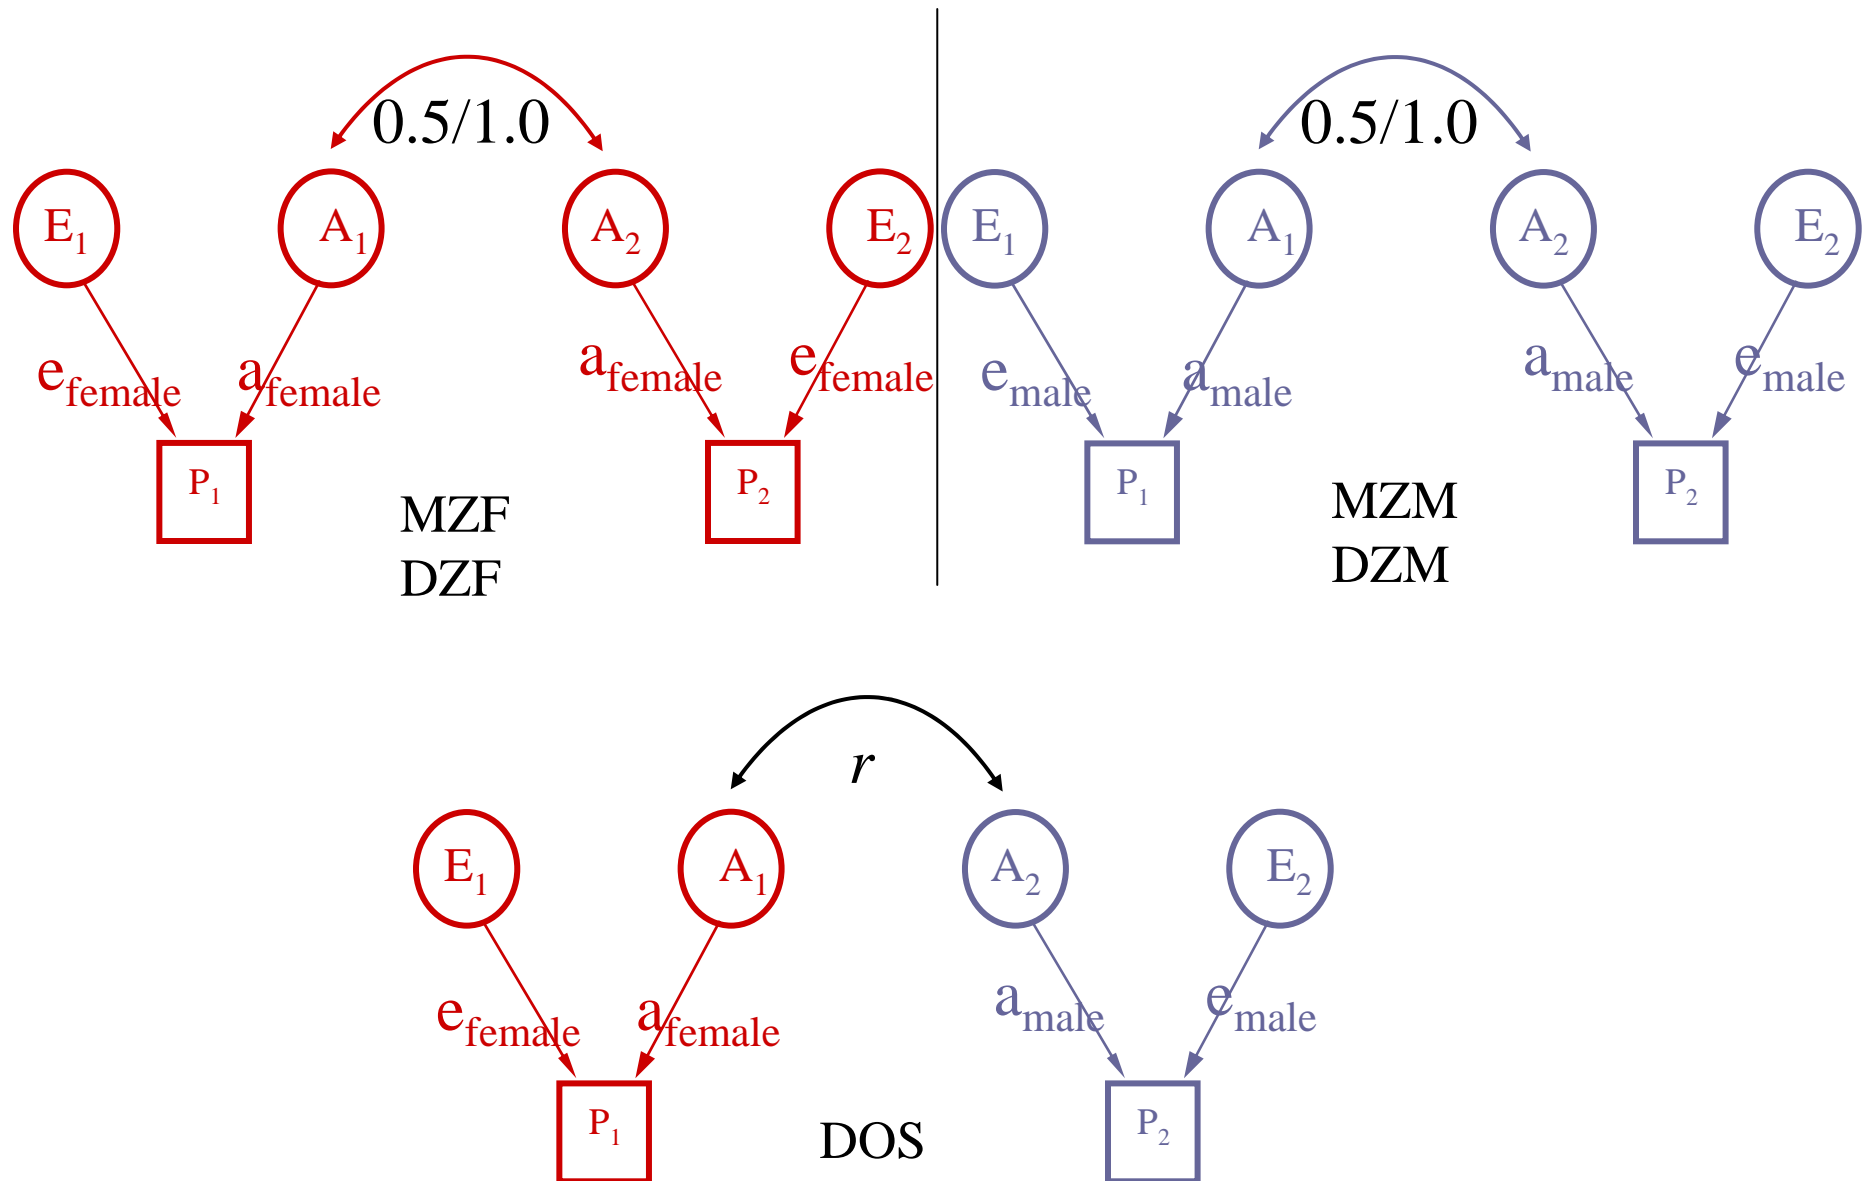 0.5/1.0
E1 A1 A2 E2
efemale afemale afemale efemale
P1 P2
MZF
DZF
0.5/1.0
E1 A1 A2 E2
emale amale amale emale
P1 P2
MZM
DZM
r
E1 A1 A2 E2
efemale afemale amale emale
P1 P2
DOS